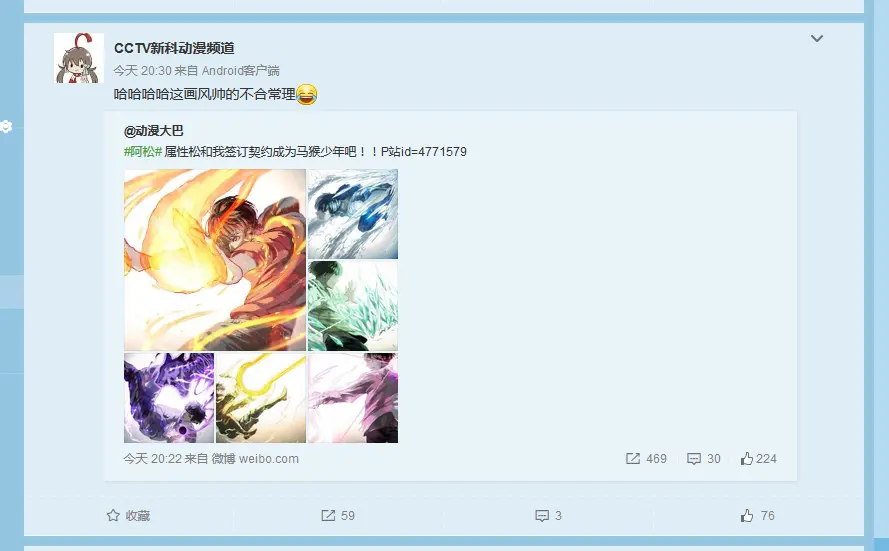 CCTV新科动漫频道
今天 20:30 来自 Android客户端
哈哈哈哈这画风帅的不合常理😂
@动漫大巴
#阿松# 属性松和我签订契约成为马猴少年吧！！P站id=4771579
今天 20:22 来自 微博 weibo.com
469 30 224
收藏 59 3 76